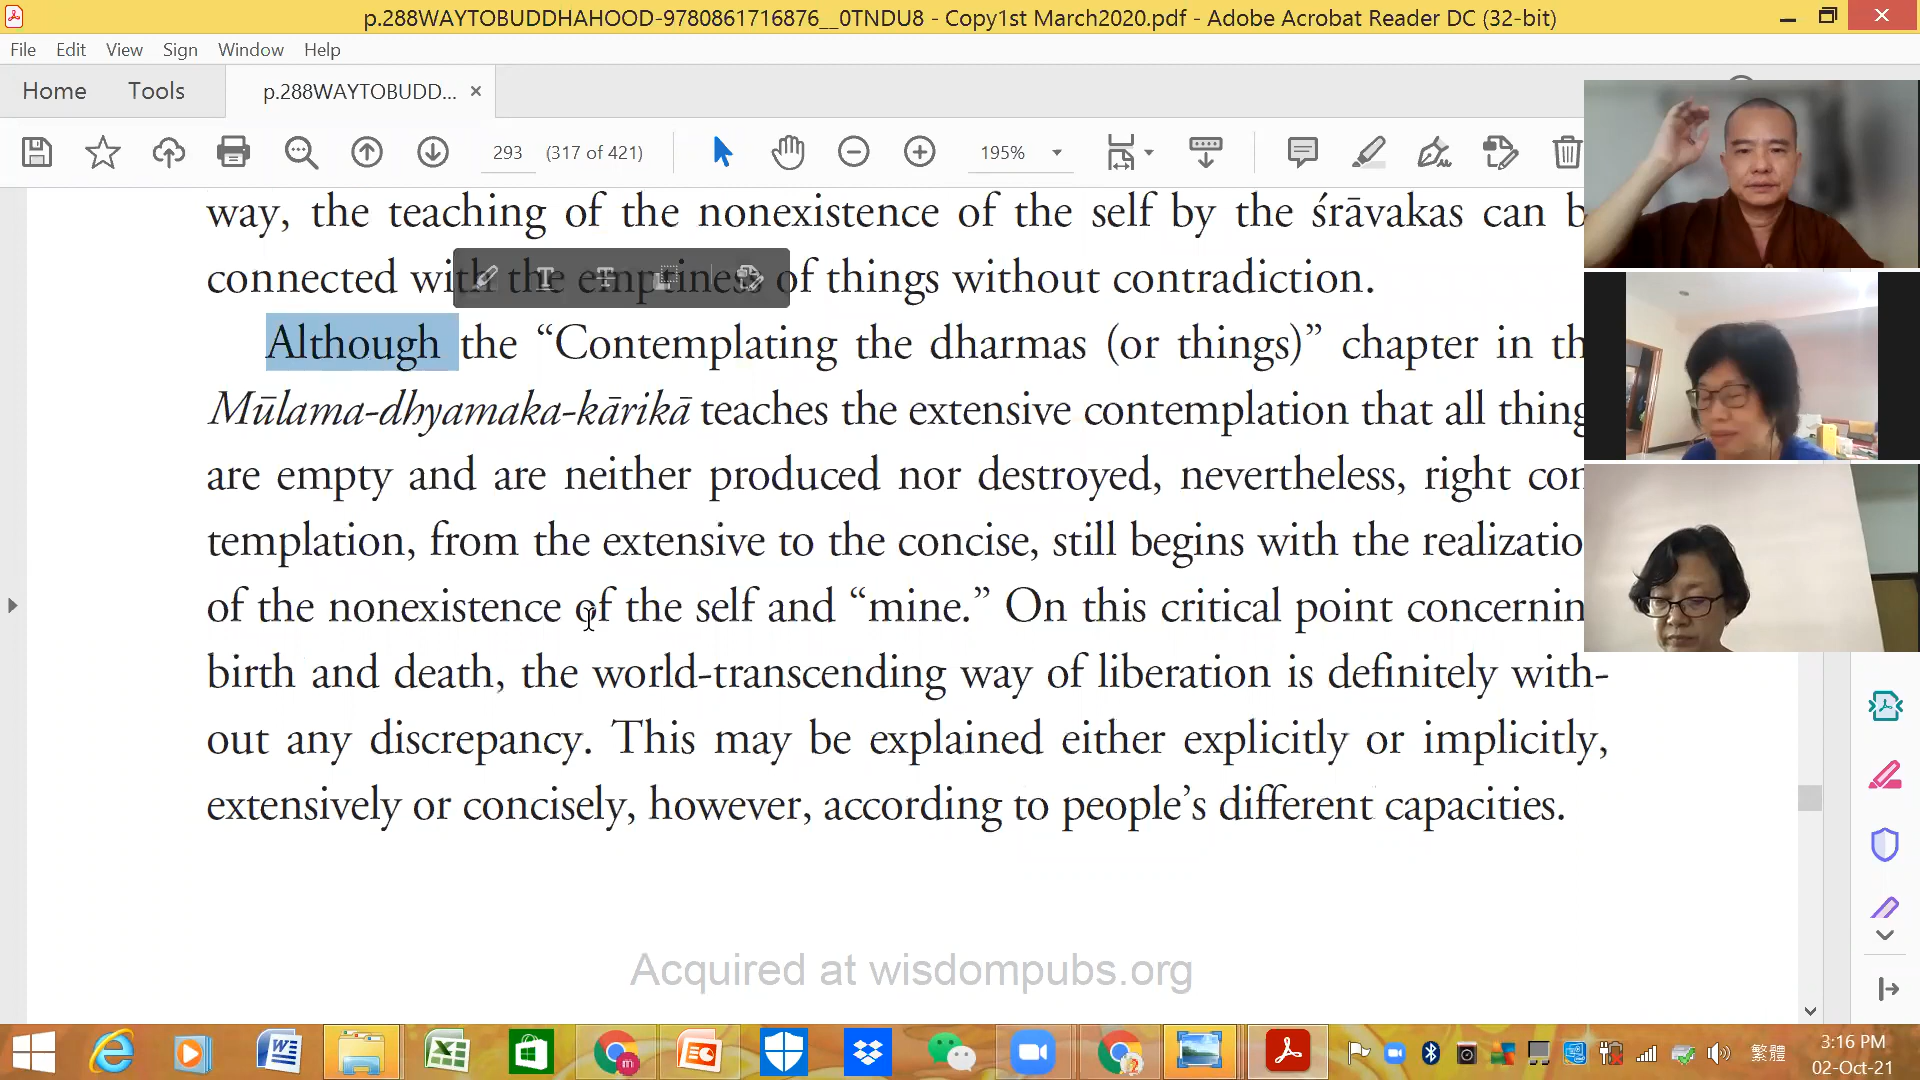 p.288WAYTOBUDDHAHOOD-9780861716876__0TNDU8 - Copy1st March2020.pdf - Adobe Acrobat Reader DC (32-bit)
File Edit View Sign Window Help
Home Tools p.288WAYTOBUDD... ×
293 (317 of 421) 195%
way, the teaching of the nonexistence of the self by the śrāvakas can b
connected with the emptiness of things without contradiction.
Although the “Contemplating the dharmas (or things)” chapter in th
Mūlama-dhyamaka-kārikā teaches the extensive contemplation that all thing
are empty and are neither produced nor destroyed, nevertheless, right con
templation, from the extensive to the concise, still begins with the realizatio
of the nonexistence of the self and “mine.” On this critical point concernin
birth and death, the world-transcending way of liberation is definitely with-
out any discrepancy. This may be explained either explicitly or implicitly,
extensively or concisely, however, according to people’s different capacities.
Acquired at wisdompubs.org
繁體
3:16 PM
02-Oct-21